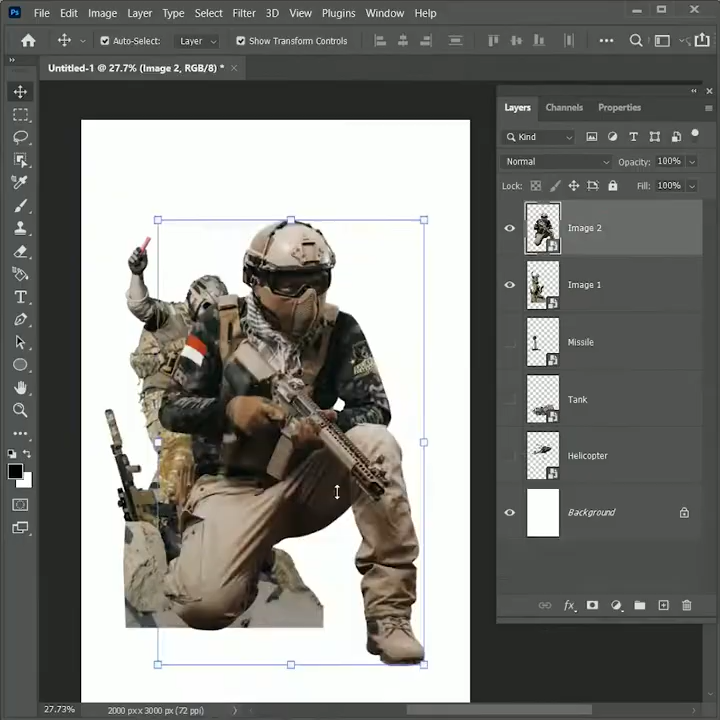 Ps File Edit Image Layer Type Select Filter 3D View Plugins Window Help
Auto-Select: Layer Show Transform Controls
Untitled-1 @ 27.7% (Image 2, RGB/8) *
Layers Channels Properties
Kind
Normal Opacity: 100%
Lock: Fill: 100%
Image 2
Image 1
Missile
Tank
Helicopter
Background
fx
27.73% 2000 px x 3000 px (72 ppi)